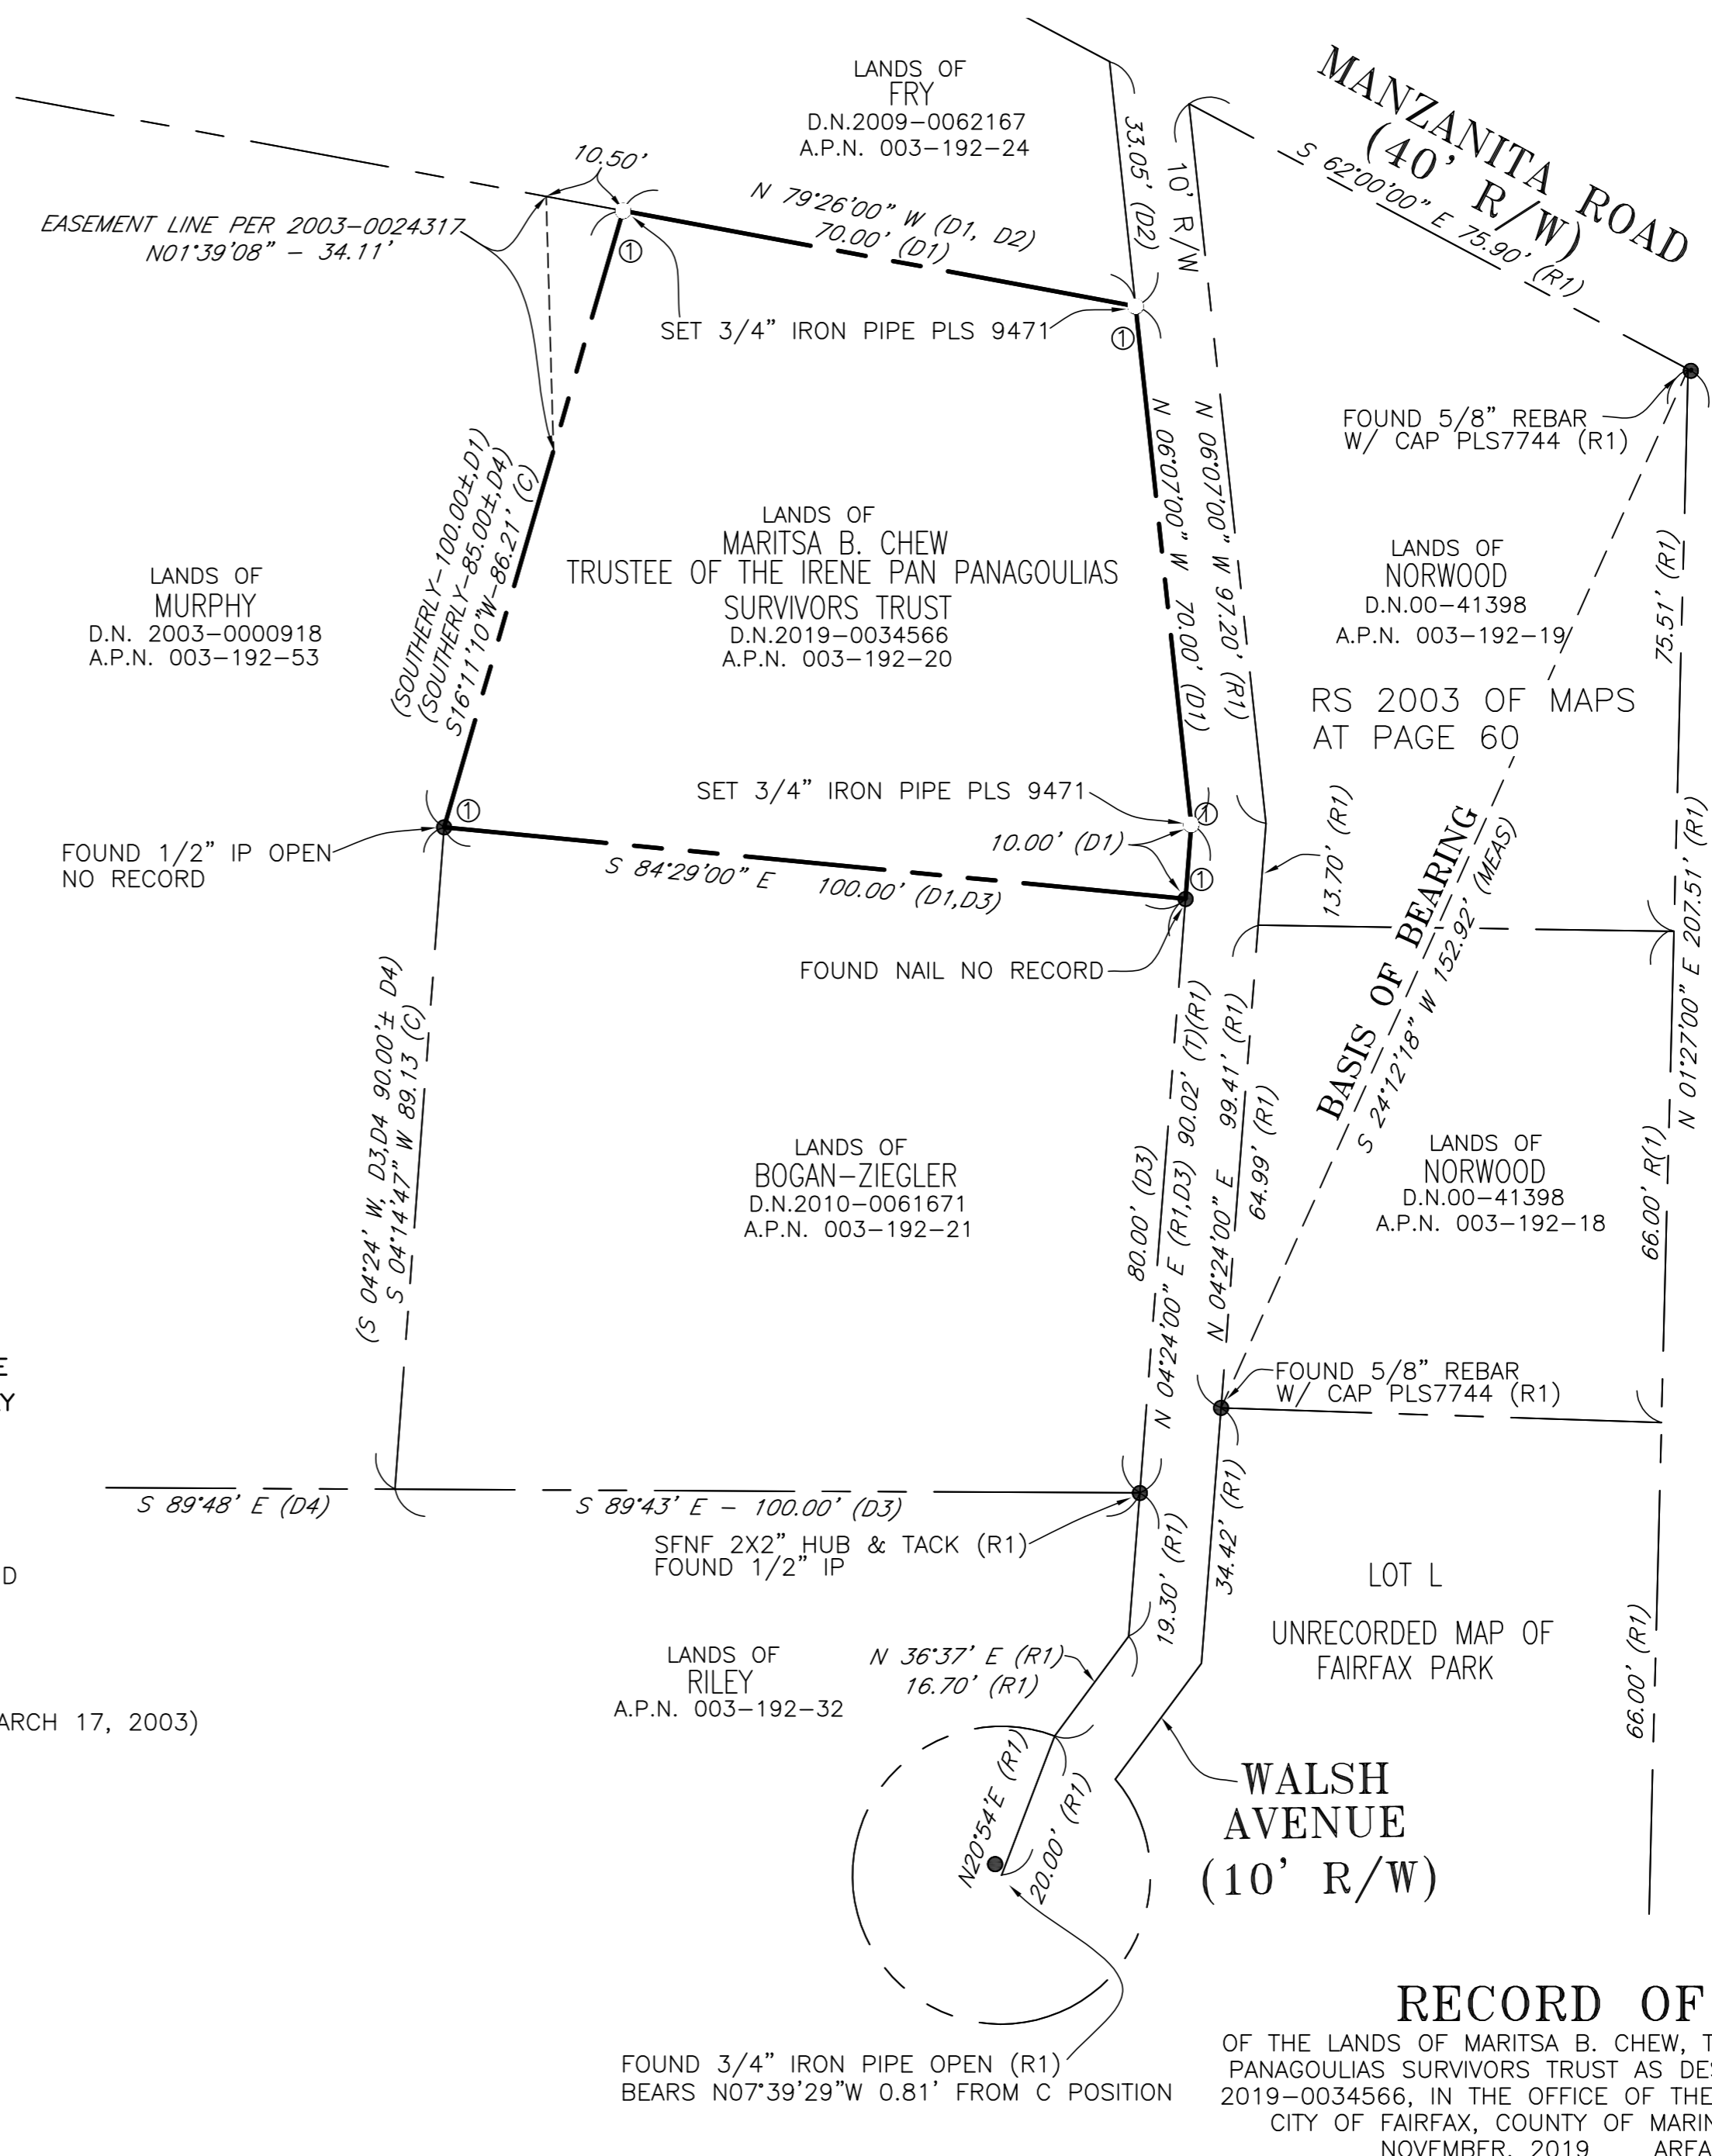 MANZANITA ROAD
(40' R/W)
S 62°00'00" E 75.90' (R1)
LANDS OF
FRY
D.N.2009-0062167
A.P.N. 003-192-24
33.05' (D2)
10' R/W
10.50'
N 79°26'00" W (D1, D2)
70.00' (D1)
EASEMENT LINE PER 2003-0024317
N01°39'08" - 34.11'
①
SET 3/4" IRON PIPE PLS 9471
①
FOUND 5/8" REBAR
W/ CAP PLS7744 (R1)
N 06°07'00" W 70.00' (D1)
N 06°07'00" W 97.20' (R1)
(SOUTHERLY-100.00±,D1)
(SOUTHERLY-85.00±,D4)
S16°11'10"W-86.21' (C)
LANDS OF
MURPHY
D.N. 2003-0000918
A.P.N. 003-192-53
LANDS OF
MARITSA B. CHEW
TRUSTEE OF THE IRENE PAN PANAGOULIAS
SURVIVORS TRUST
D.N.2019-0034566
A.P.N. 003-192-20
LANDS OF
NORWOOD
D.N.00-41398
A.P.N. 003-192-19
75.51' (R1)
RS 2003 OF MAPS
AT PAGE 60
SET 3/4" IRON PIPE PLS 9471
①
①
10.00' (D1)
①
13.70' (R1)
FOUND 1/2" IP OPEN
NO RECORD
S 84°29'00" E 100.00' (D1,D3)
FOUND NAIL NO RECORD
BASIS OF BEARING
S 24°12'18" W 152.92' (MEAS)
N 01°27'00" E 207.51' (R1)
(S 04°24' W, D3,D4 90.00'± D4)
S 04°14'47" W 89.13 (C)
80.00' (D3)
N 04°24'00" E (R1,D3) 90.02' (T)(R1)
N 04°24'00" E 99.41' (R1)
64.99' (R1)
LANDS OF
BOGAN-ZIEGLER
D.N.2010-0061671
A.P.N. 003-192-21
LANDS OF
NORWOOD
D.N.00-41398
A.P.N. 003-192-18
66.00' R(1)
E
Y
FOUND 5/8" REBAR
W/ CAP PLS7744 (R1)
S 89°48' E (D4)
S 89°43' E - 100.00' (D3)
SFNF 2X2" HUB & TACK (R1)
FOUND 1/2" IP
19.30' (R1)
34.42' (R1)
D
LOT L
UNRECORDED MAP OF
FAIRFAX PARK
66.00' (R1)
LANDS OF
RILEY
A.P.N. 003-192-32
N 36°37' E (R1)
16.70' (R1)
ARCH 17, 2003)
N20°54'E (R1)
20.00' (R1)
WALSH
AVENUE
(10' R/W)
FOUND 3/4" IRON PIPE OPEN (R1)
BEARS N07°39'29"W 0.81' FROM C POSITION
RECORD OF
OF THE LANDS OF MARITSA B. CHEW, T
PANAGOULIAS SURVIVORS TRUST AS DES
2019-0034566, IN THE OFFICE OF THE
CITY OF FAIRFAX, COUNTY OF MARIN
NOVEMBER, 2019 AREA